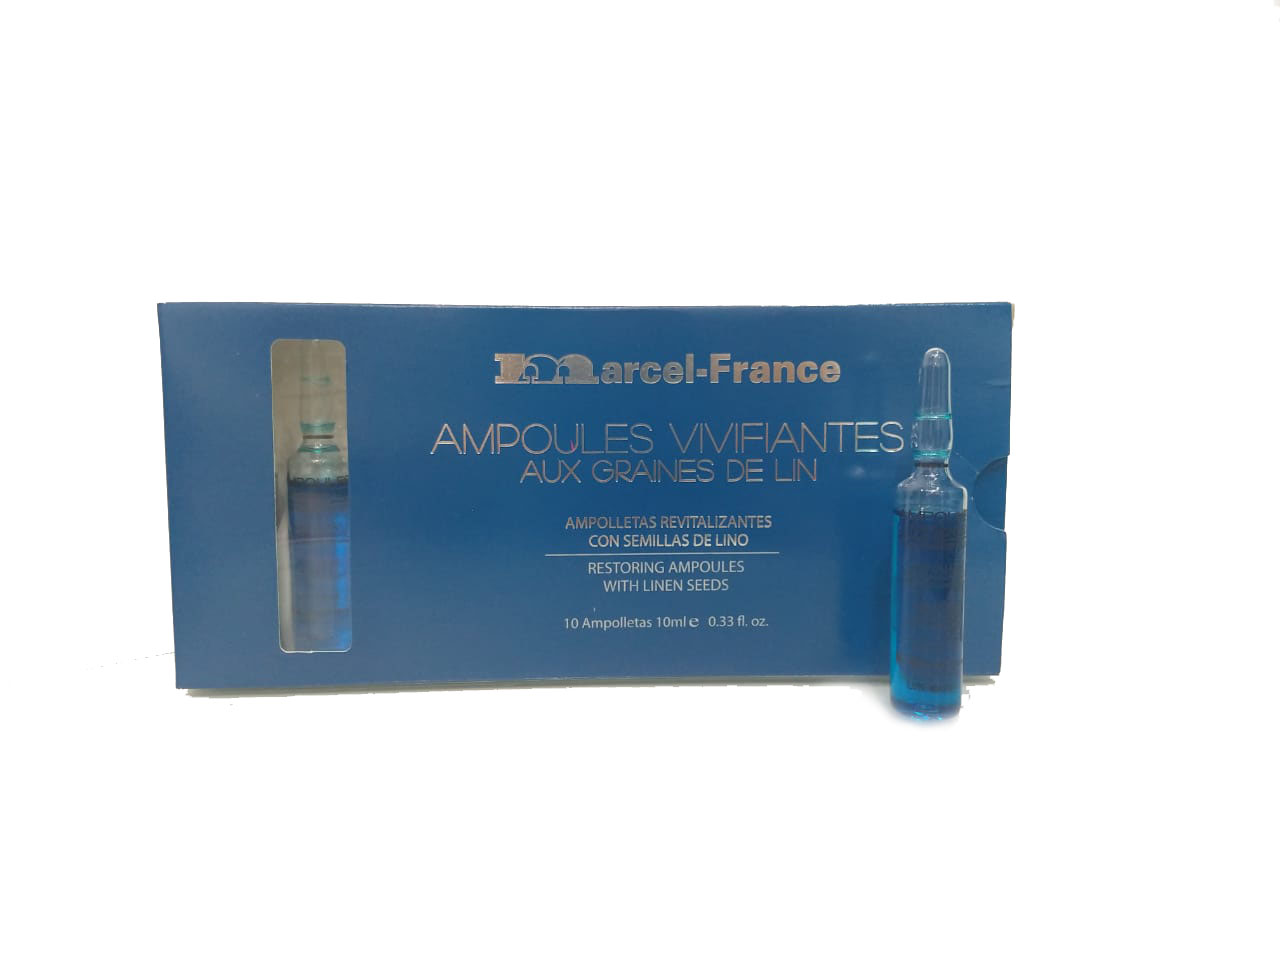 marcel-France
AMPOULES VIVIFIANTES
AUX GRAINES DE LIN
AMPOLLETAS REVITALIZANTES
CON SEMILLAS DE LINO
RESTORING AMPOULES
WITH LINEN SEEDS
10 Ampolletas 10ml e 0.33 fl. oz.